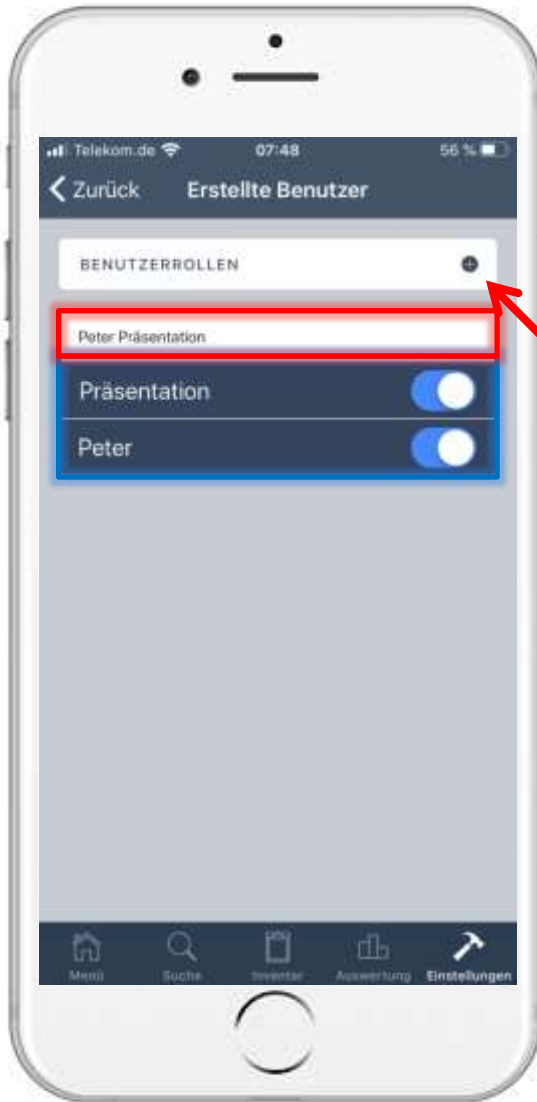 Telekom.de 07:48 56 %
Zurück Erstellte Benutzer
BENUTZERROLLEN
Peter Präsentation
Präsentation
Peter
Menü Suche Inventar Auswertung Einstellungen